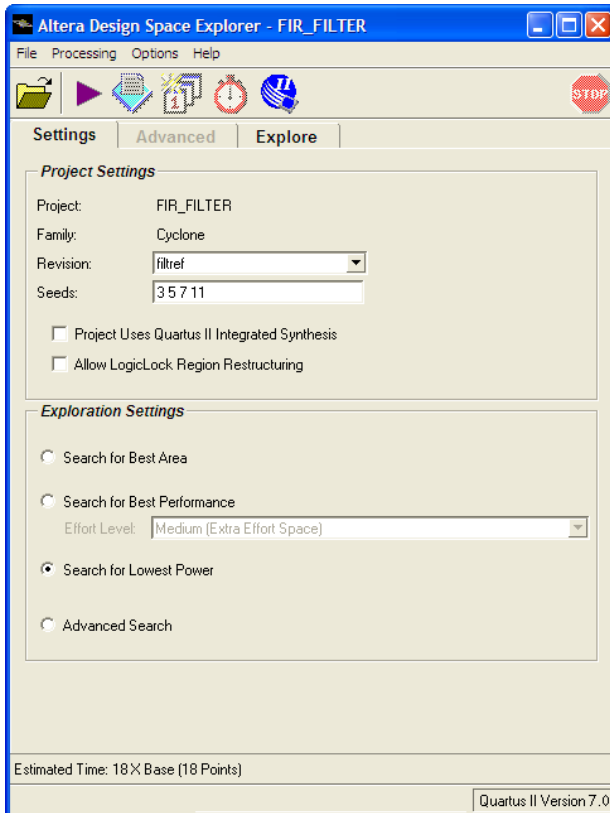 Altera Design Space Explorer - FIR_FILTER
File Processing Options Help
1 II STOP
Settings Advanced Explore
Project Settings
Project: FIR_FILTER
Family: Cyclone
Revision: filtref
Seeds: 3 5 7 11
Project Uses Quartus II Integrated Synthesis
Allow LogicLock Region Restructuring
Exploration Settings
Search for Best Area
Search for Best Performance
Effort Level: Medium (Extra Effort Space)
Search for Lowest Power
Advanced Search
Estimated Time: 18X Base (18 Points)
Quartus II Version 7.0